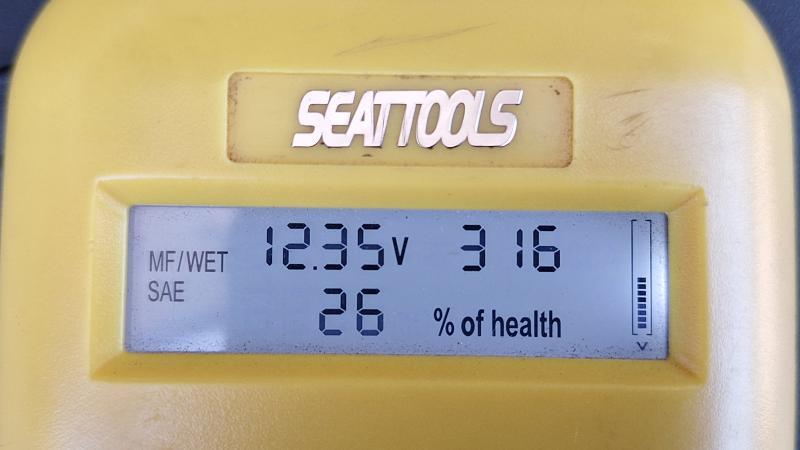 SEATTOOLS
MF/WET 12.35V 316
SAE 26 % of health
V